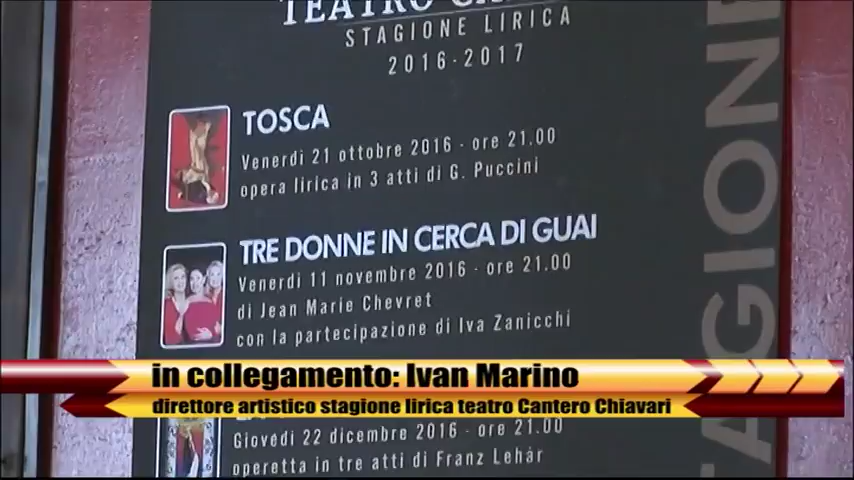 TEATRO
STAGIONE LIRICA
2016-2017
TOSCA
Venerdì 21 ottobre 2016 - ore 21.00
opera lirica in 3 atti di G. Puccini
TRE DONNE IN CERCA DI GUAI
Venerdì 11 novembre 2016 - ore 21.00
di Jean Marie Chevret
con la partecipazione di Iva Zanicchi
in collegamento: Ivan Marino
direttore artistico stagione lirica teatro Cantero Chiavari
Giovedì 22 dicembre 2016 - ore 21.00
operetta in tre atti di Franz Lehár
STAGIONE